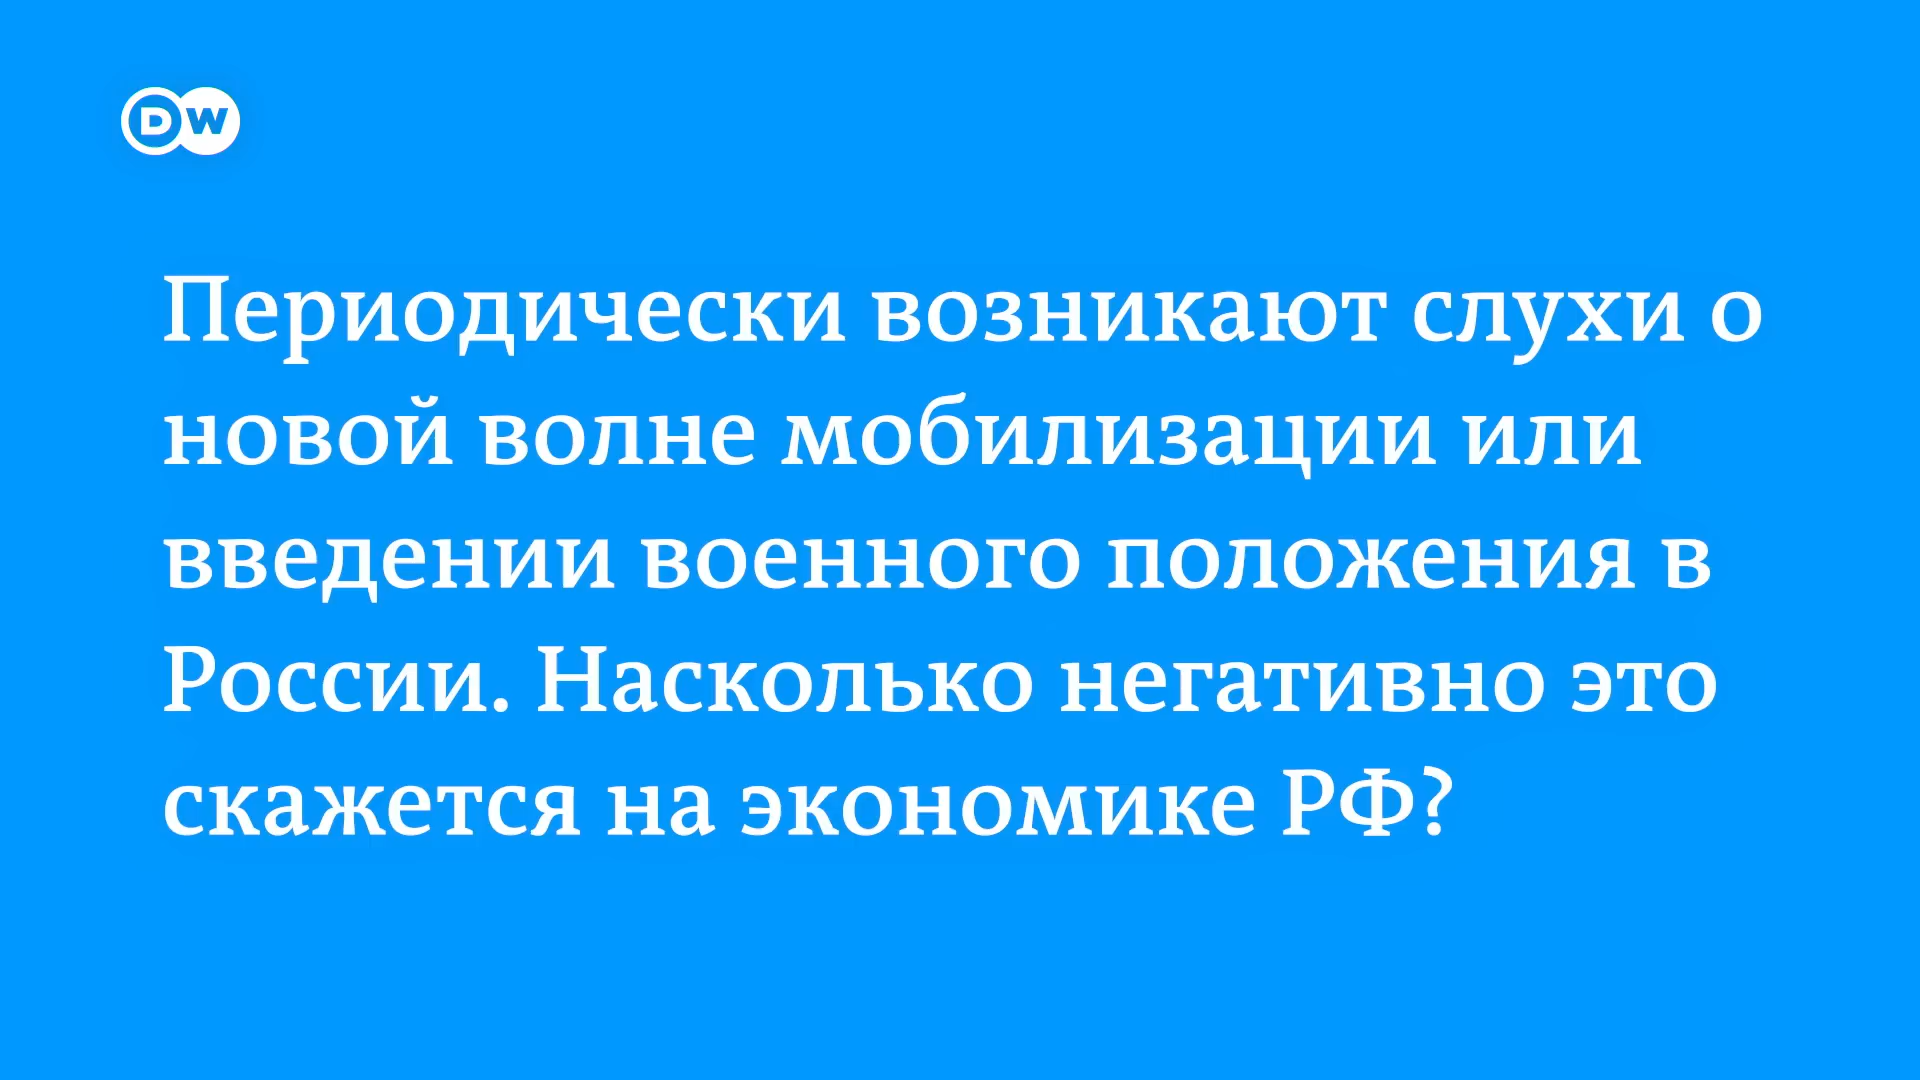 DW
Периодически возникают слухи о
новой волне мобилизации или
введении военного положения в
России. Насколько негативно это
скажется на экономике РФ?